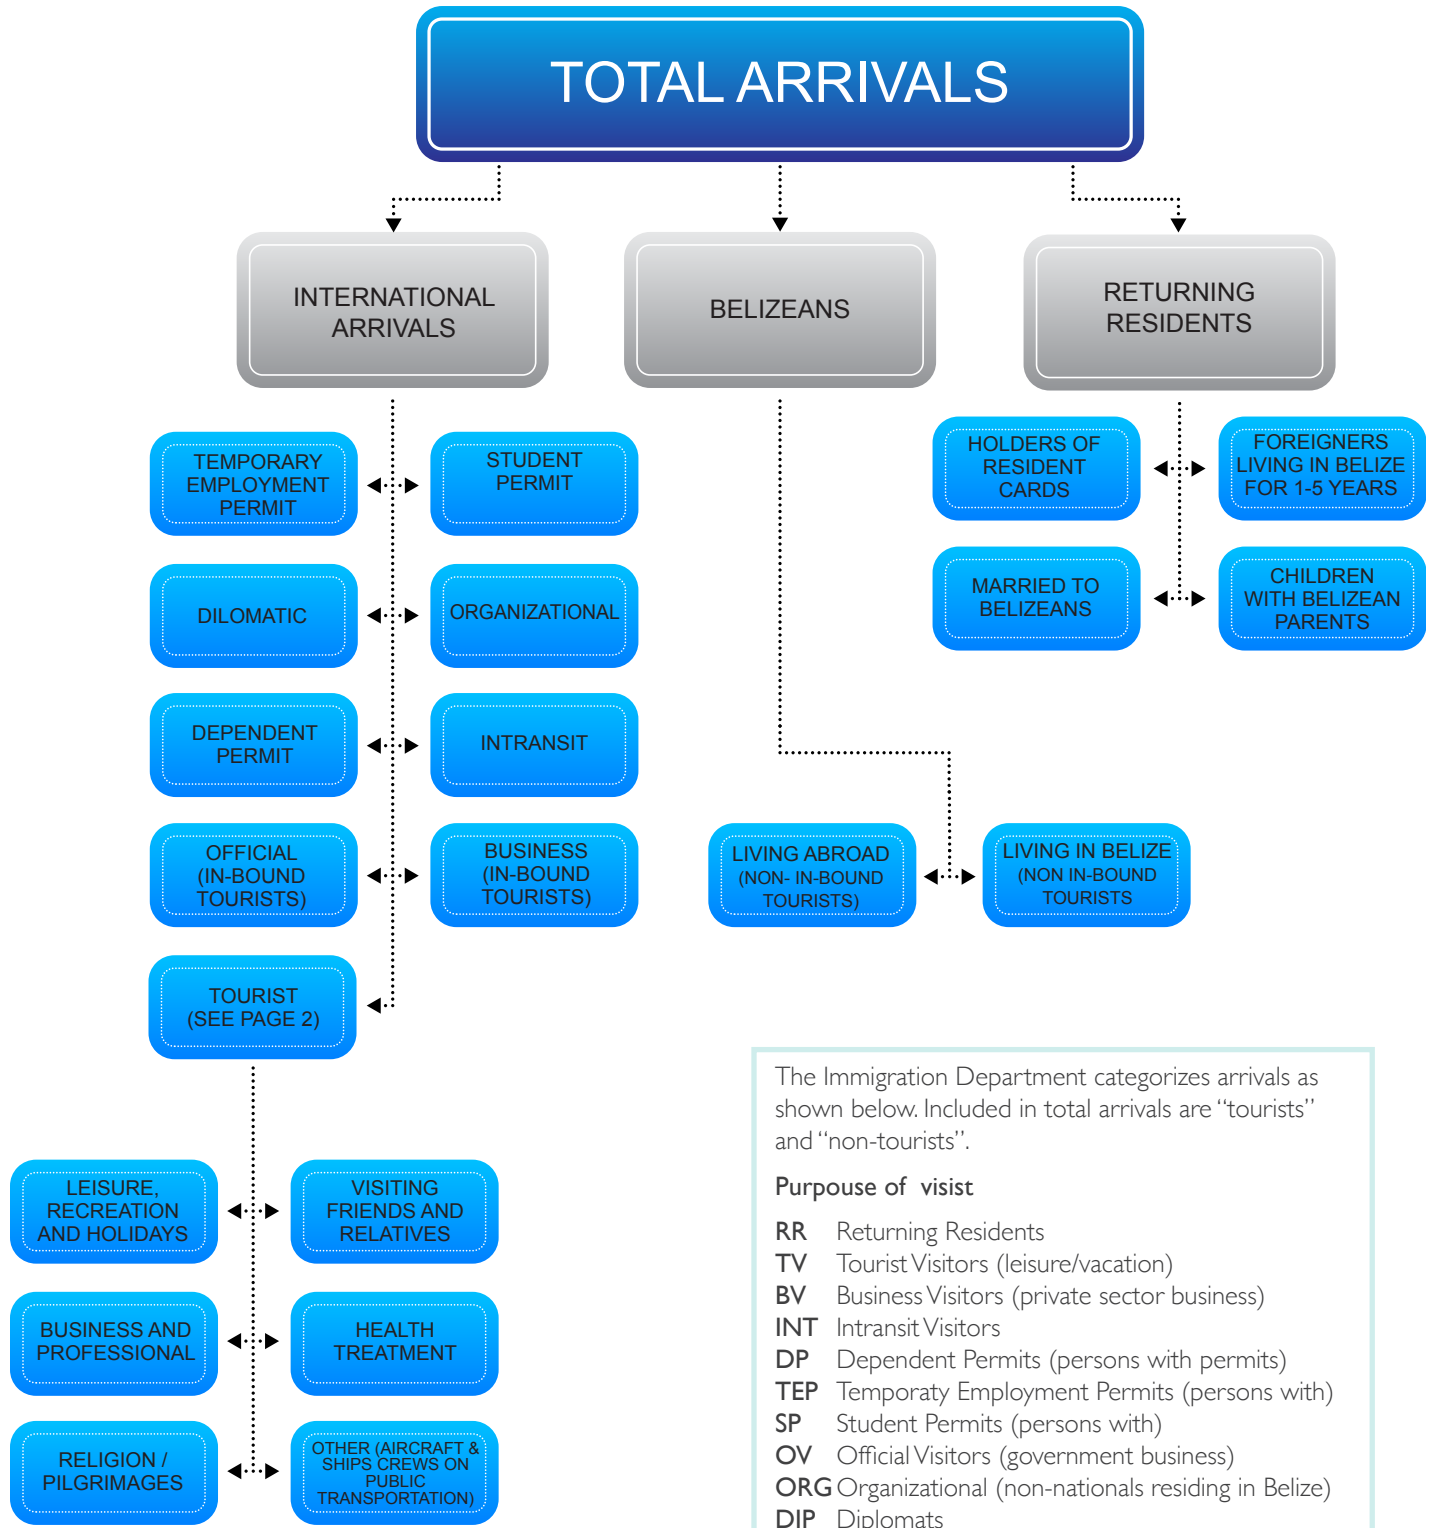 TOTAL ARRIVALS
INTERNATIONAL
ARRIVALS
BELIZEANS
RETURNING
RESIDENTS
TEMPORARY
EMPLOYMENT
PERMIT
STUDENT
PERMIT
HOLDERS OF
RESIDENT
CARDS
FOREIGNERS
LIVING IN BELIZE
FOR 1-5 YEARS
DILOMATIC
ORGANIZATIONAL
MARRIED TO
BELIZEANS
CHILDREN
WITH BELIZEAN
PARENTS
DEPENDENT
PERMIT
INTRANSIT
OFFICIAL
(IN-BOUND
TOURISTS)
BUSINESS
(IN-BOUND
TOURISTS)
LIVING ABROAD
(NON- IN-BOUND
TOURISTS)
LIVING IN BELIZE
(NON IN-BOUND
TOURISTS
TOURIST
(SEE PAGE 2)
LEISURE,
RECREATION
AND HOLIDAYS
VISITING
FRIENDS AND
RELATIVES
BUSINESS AND
PROFESSIONAL
HEALTH
TREATMENT
RELIGION /
PILGRIMAGES
OTHER (AIRCRAFT &
SHIPS CREWS ON
PUBLIC
TRANSPORTATION)
The Immigration Department categorizes arrivals as
shown below. Included in total arrivals are “tourists”
and “non-tourists”.
Purpouse of visist
RR Returning Residents
TV Tourist Visitors (leisure/vacation)
BV Business Visitors (private sector business)
INT Intransit Visitors
DP Dependent Permits (persons with permits)
TEP Temporaty Employment Permits (persons with)
SP Student Permits (persons with)
OV Official Visitors (government business)
ORG Organizational (non-nationals residing in Belize)
DIP Diplomats